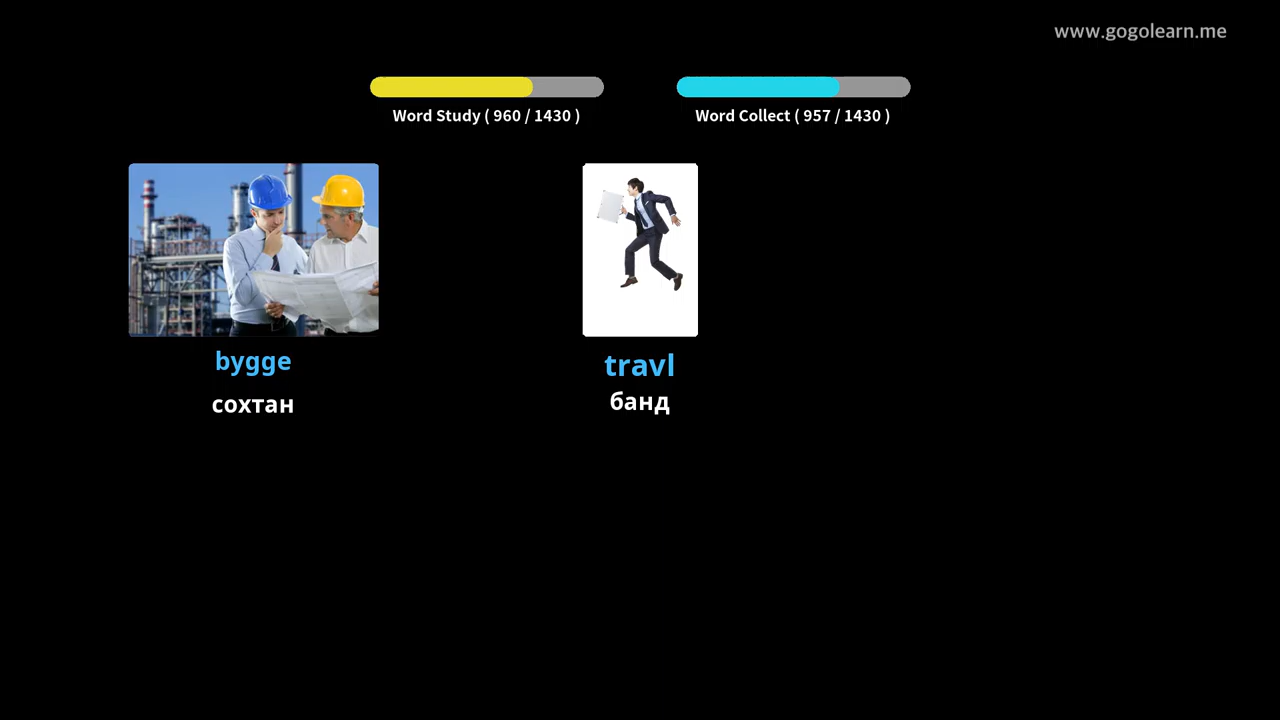 www.gogolearn.me
Word Study ( 960 / 1430 )
Word Collect ( 957 / 1430 )
bygge
сохтан
travl
банд